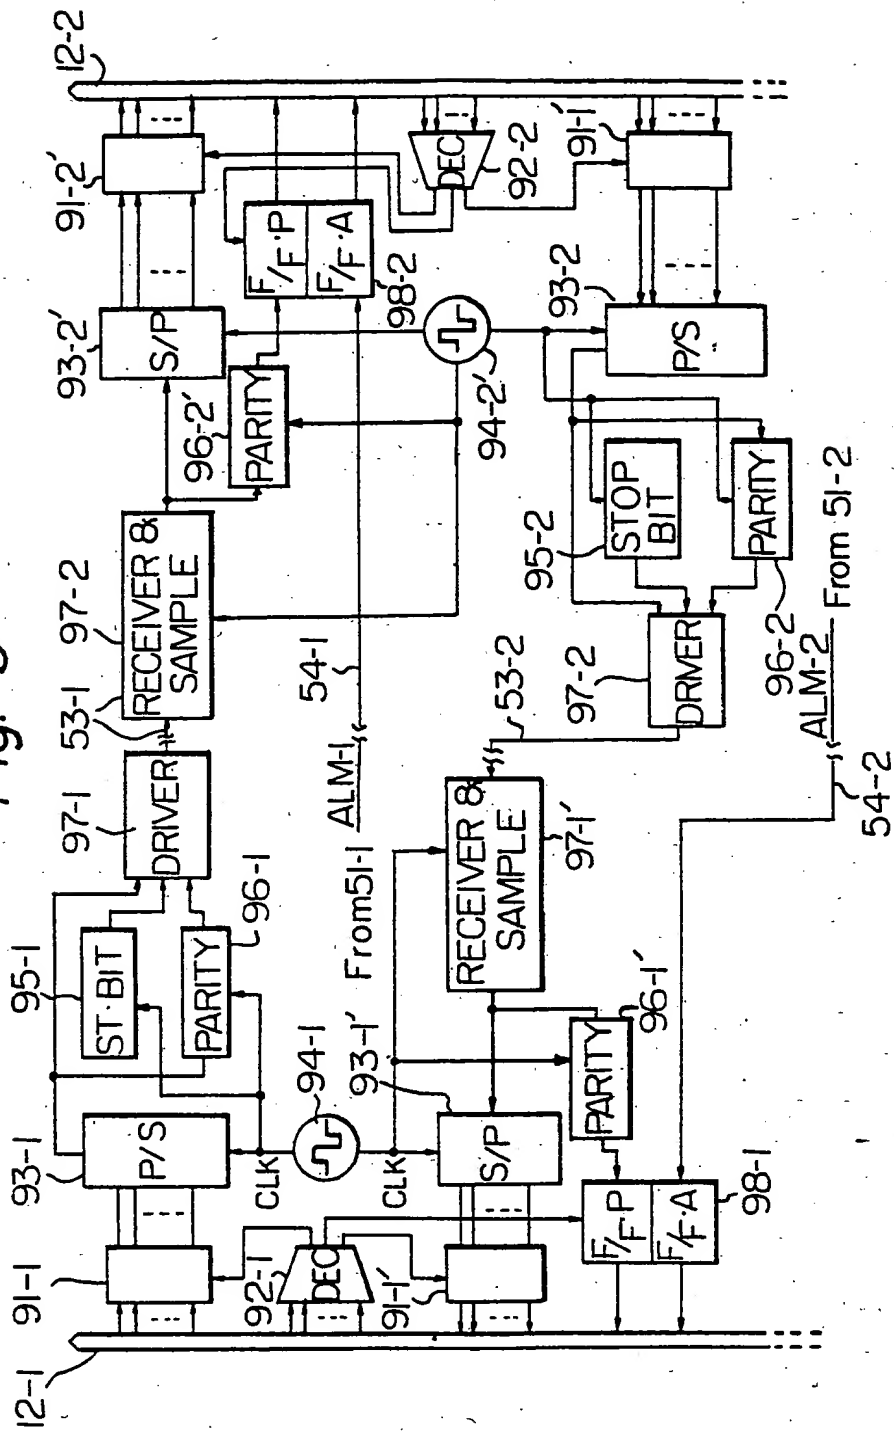 Fig.
12-1
91-1
93-1
P/S
95-1
ST·BIT
PARITY
96-1
97-1
DRIVER
53-1
97-2
RECEIVER &
SAMPLE
93-2'
S/P
96-2'
PARITY
91-2'
12-2
92-1
DEC
CLK
94-1
CLK
From51-1
ALM-1
54-1
F/F·P
F/F·A
98-2
DEC
92-2
91-1'
S/P
93-1'
RECEIVER &
SAMPLE
97-1'
53-2
94-2'
PARITY
96-1'
F/F·P
F/F·A
98-1
97-2
DRIVER
95-2
STOP
BIT
PARITY
96-2
93-2
P/S
91-1'
54-2
ALM-2
From 51-2